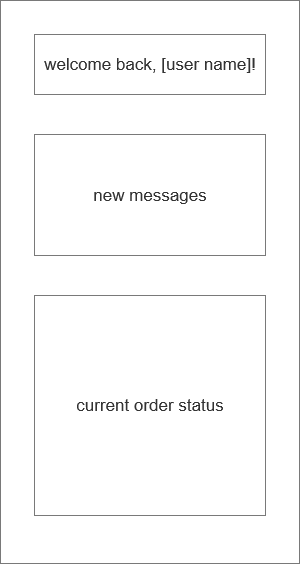 welcome back, [user name]!
new messages
current order status